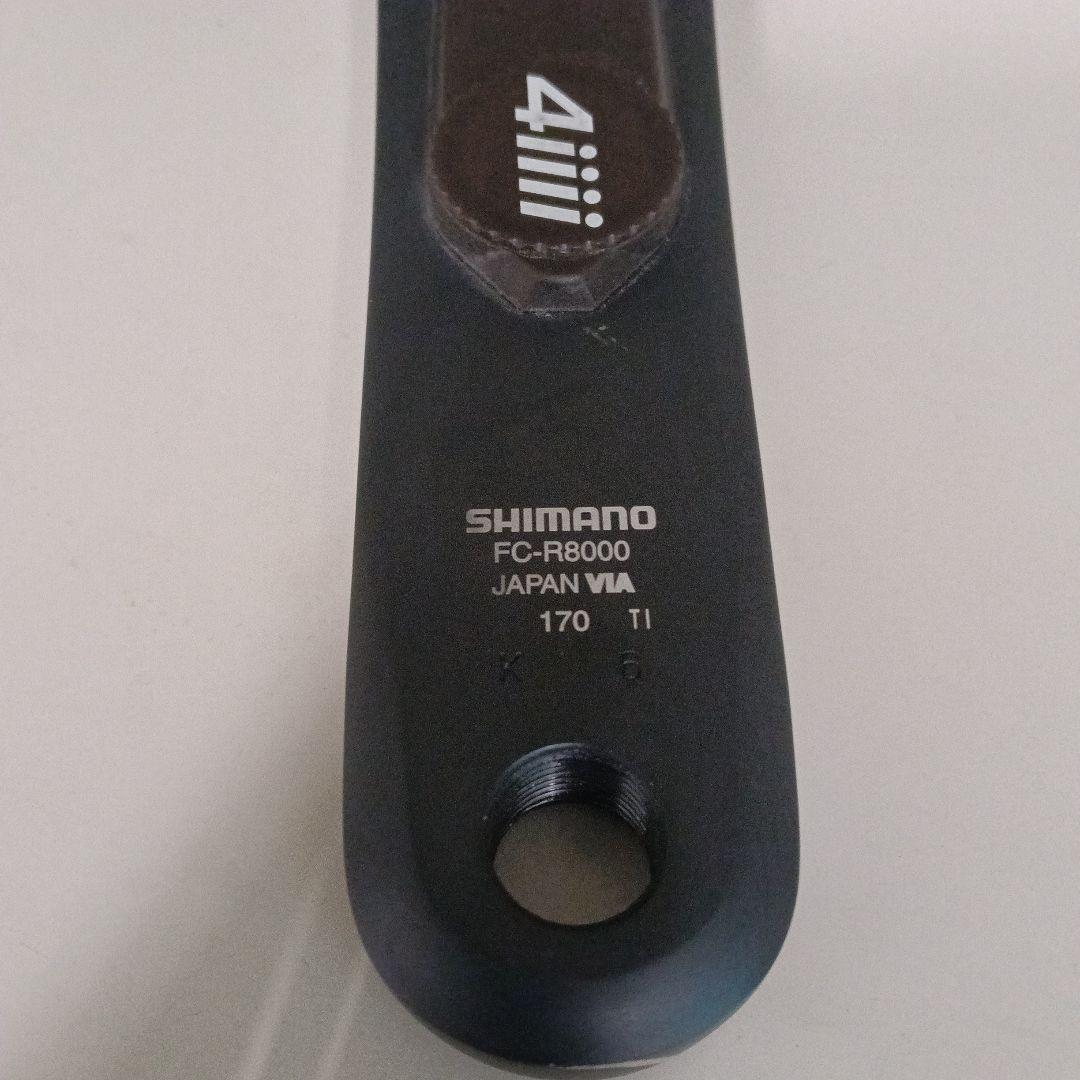 4iiii
SHIMANO
FC-R8000
JAPAN VIA
170 TI
K 6